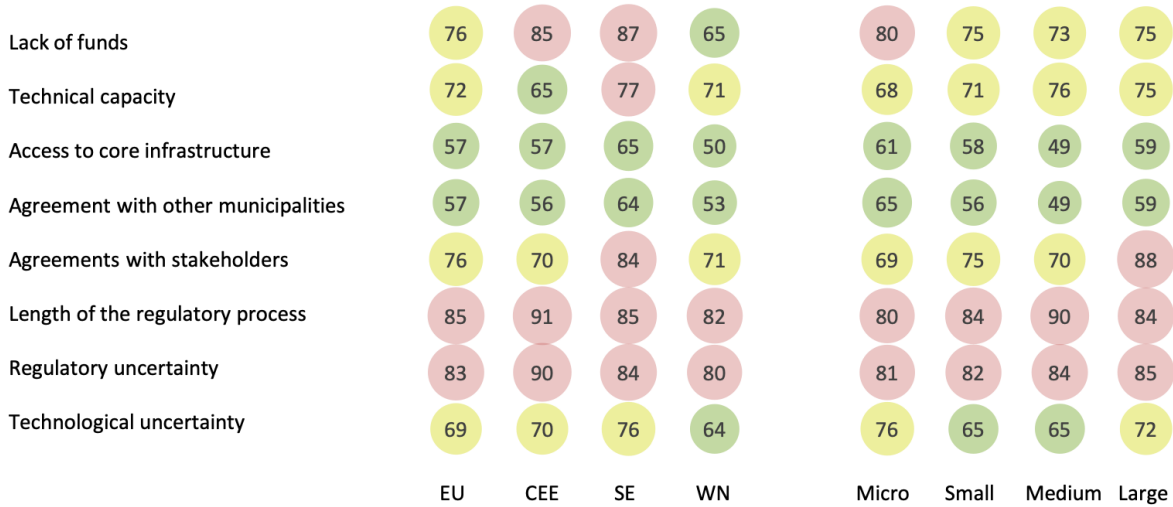 Lack of funds 76 85 87 65 80 75 73 75
Technical capacity 72 65 77 71 68 71 76 75
Access to core infrastructure 57 57 65 50 61 58 49 59
Agreement with other municipalities 57 56 64 53 65 56 49 59
Agreements with stakeholders 76 70 84 71 69 75 70 88
Length of the regulatory process 85 91 85 82 80 84 90 84
Regulatory uncertainty 83 90 84 80 81 82 84 85
Technological uncertainty 69 70 76 64 76 65 65 72
EU CEE SE WN Micro Small Medium Large